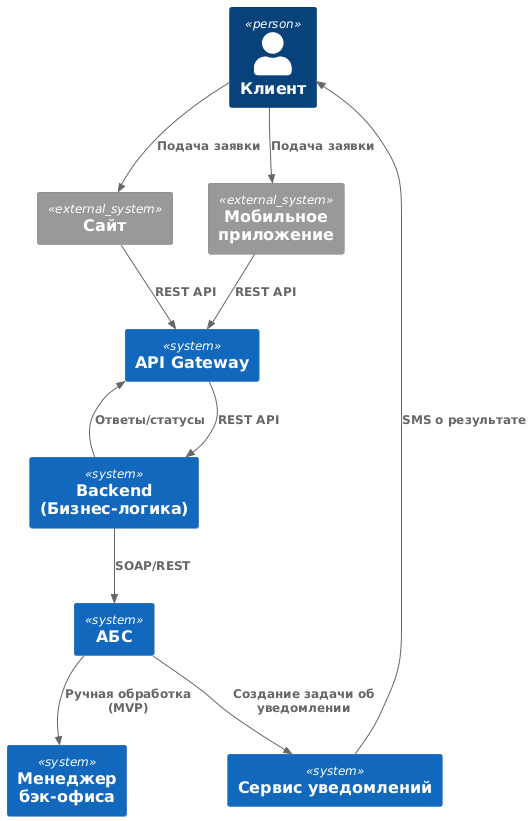 «person»
Клиент
Подача заявки
Подача заявки
«external_system»
Сайт
«external_system»
Мобильное
приложение
REST API
REST API
«system»
API Gateway
Ответы/статусы
REST API
SMS о результате
«system»
Backend
(Бизнес-логика)
SOAP/REST
«system»
АБС
Ручная обработка
(MVP)
Создание задачи об
уведомлении
«system»
Менеджер
бэк-офиса
«system»
Сервис уведомлений